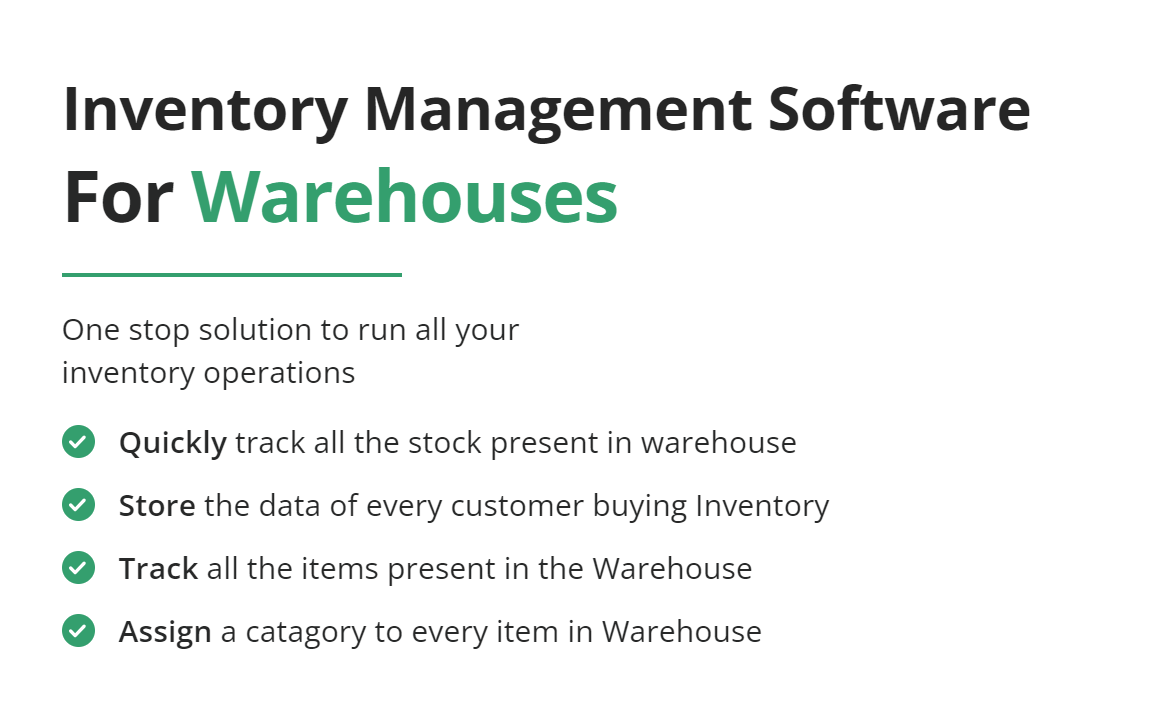 Inventory Management Software
For Warehouses
One stop solution to run all your
inventory operations
Quickly track all the stock present in warehouse
Store the data of every customer buying Inventory
Track all the items present in the Warehouse
Assign a catagory to every item in Warehouse